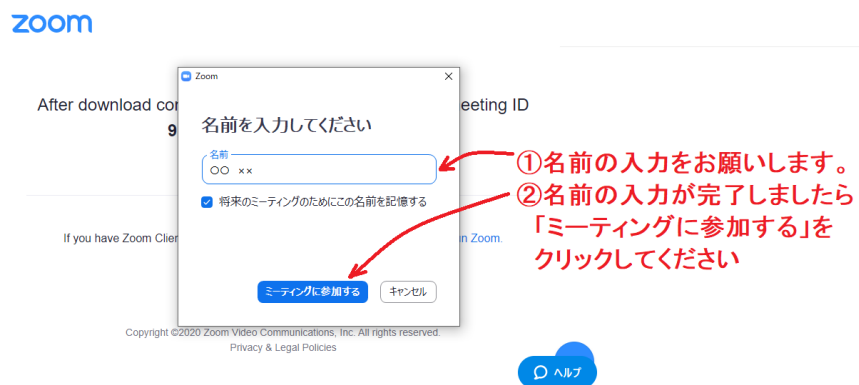 zoom
Zoom
After download co
eeting ID
9
名前を入力してください
名前
○○ ××
将来のミーティングのためにこの名前を記憶する
①名前の入力をお願いします。
②名前の入力が完了しましたら
「ミーティングに参加する」を
クリックしてください
If you have Zoom Clie
n Zoom.
ミーティングに参加する
キャンセル
Copyright ©2020 Zoom Video Communications, Inc. All rights reserved.
Privacy & Legal Policies
ヘルプ